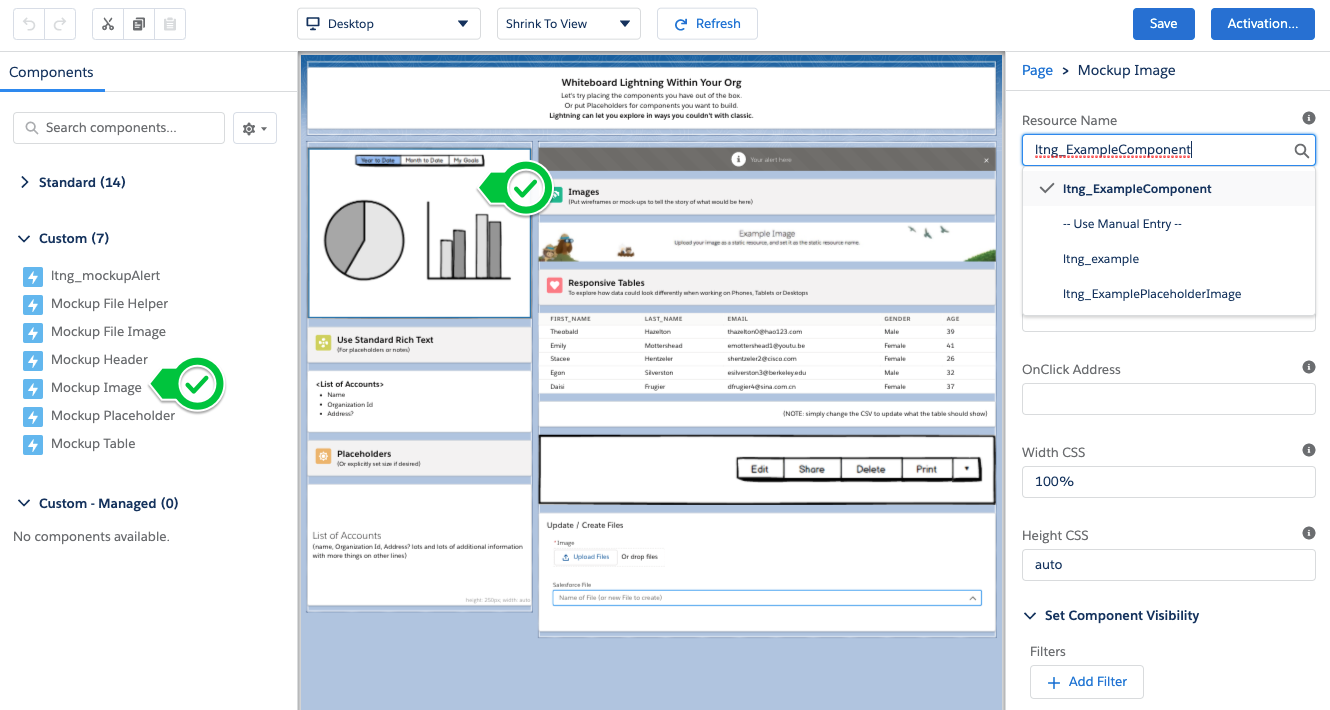 Desktop
Shrink To View
Refresh
Save
Activation...
Components
Search components...
Standard (14)
Custom (7)
ltng_mockupAlert
Mockup File Helper
Mockup File Image
Mockup Header
Mockup Image
Mockup Placeholder
Mockup Table
Custom - Managed (0)
No components available.
Whiteboard Lightning Within Your Org
Let's try placing the components you have out of the box.
Or put Placeholders for components you want to build.
Lightning can let you explore in ways you couldn't with classic.
Year to Date Month to Date My Goals
Use Standard Rich Text
(For placeholders or notes)
<List of Accounts>
• Name
• Organization Id
• Address?
Placeholders
(Or explicitly set size if desired)
List of Accounts
(name, Organization Id, Address? lots and lots of additional information
with more things on other lines)
height: 250px; width: auto
Your alert here
Images
(Put wireframes or mock-ups to tell the story of what would be here)
Example Image
Upload your image as a static resource, and set it as the static resource name.
Responsive Tables
To explore how data could look differently when working on Phones, Tablets or Desktops
FIRST_NAME LAST_NAME EMAIL GENDER AGE
Theobald Hazelton thazelton0@hao123.com Male 39
Emily Mottershead emottershead1@youtu.be Female 41
Stacee Hentzeler shentzeler2@cisco.com Female 26
Egon Silverston esilverston3@berkeley.edu Male 32
Daisi Frugier dfrugier4@sina.com.cn Female 37
(NOTE: simply change the CSV to update what the table should show)
Edit Share Delete Print
Update / Create Files
* Image
Upload Files Or drop files
Salesforce File
Name of File (or new File to create)
Page > Mockup Image
Resource Name
ltng_ExampleComponent
ltng_ExampleComponent
-- Use Manual Entry --
ltng_example
ltng_ExamplePlaceholderImage
OnClick Address
Width CSS
100%
Height CSS
auto
Set Component Visibility
Filters
Add Filter